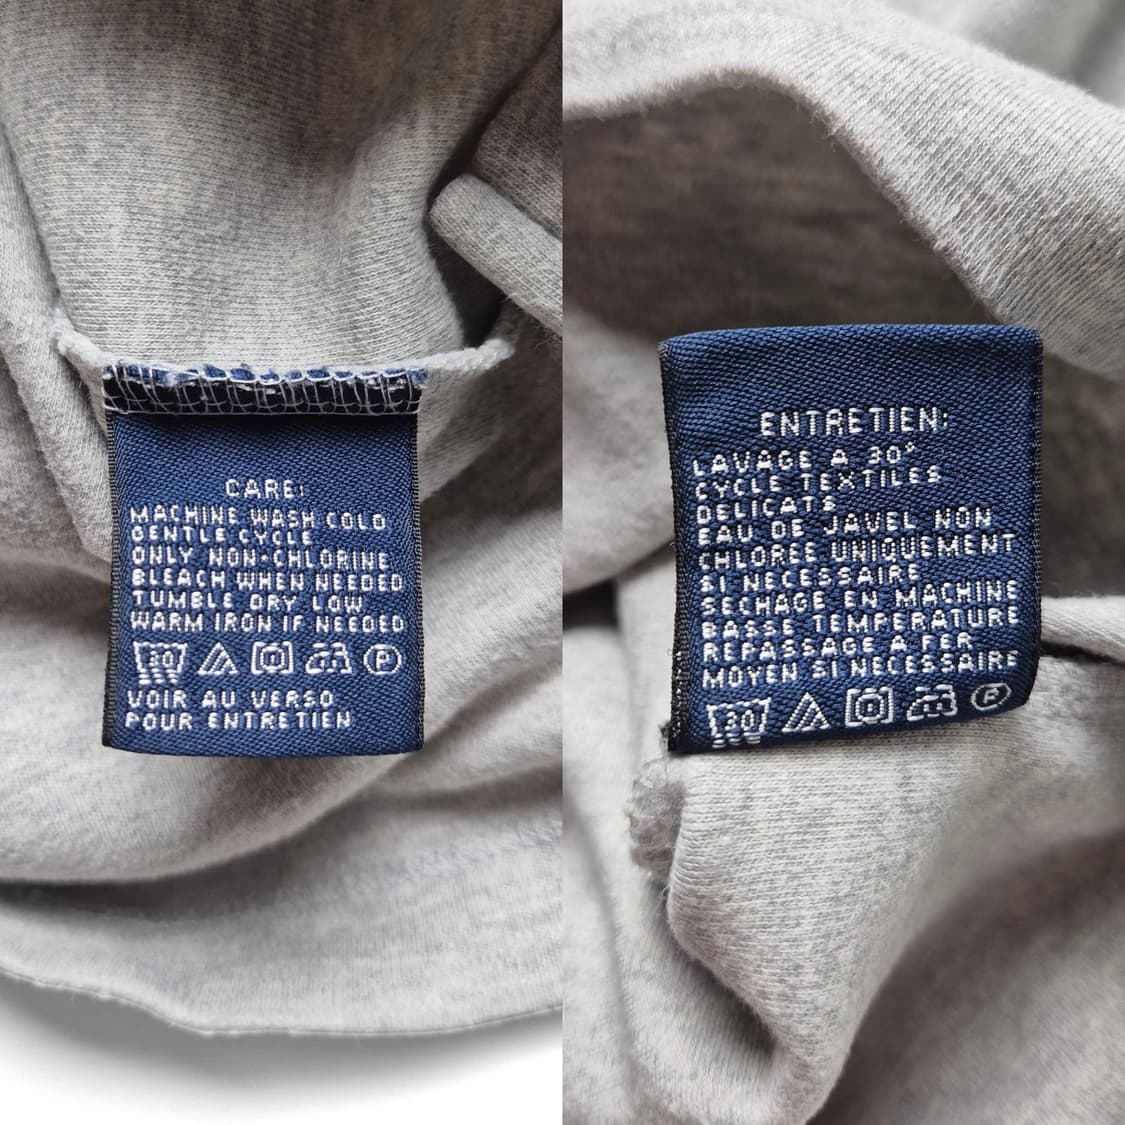 CARE:
MACHINE WASH COLD
GENTLE CYCLE
ONLY NON-CHLORINE
BLEACH WHEN NEEDED
TUMBLE DRY LOW
WARM IRON IF NEEDED
30 P
VOIR AU VERSO
POUR ENTRETIEN
ENTRETIEN:
LAVAGE A 30°
CYCLE TEXTILES
DELICATS
EAU DE JAVEL NON
CHLOREE UNIQUEMENT
SI NECESSAIRE
SECHAGE EN MACHINE
BASSE TEMPERATURE
REPASSAGE A FER
MOYEN SI NECESSAIRE
30 P